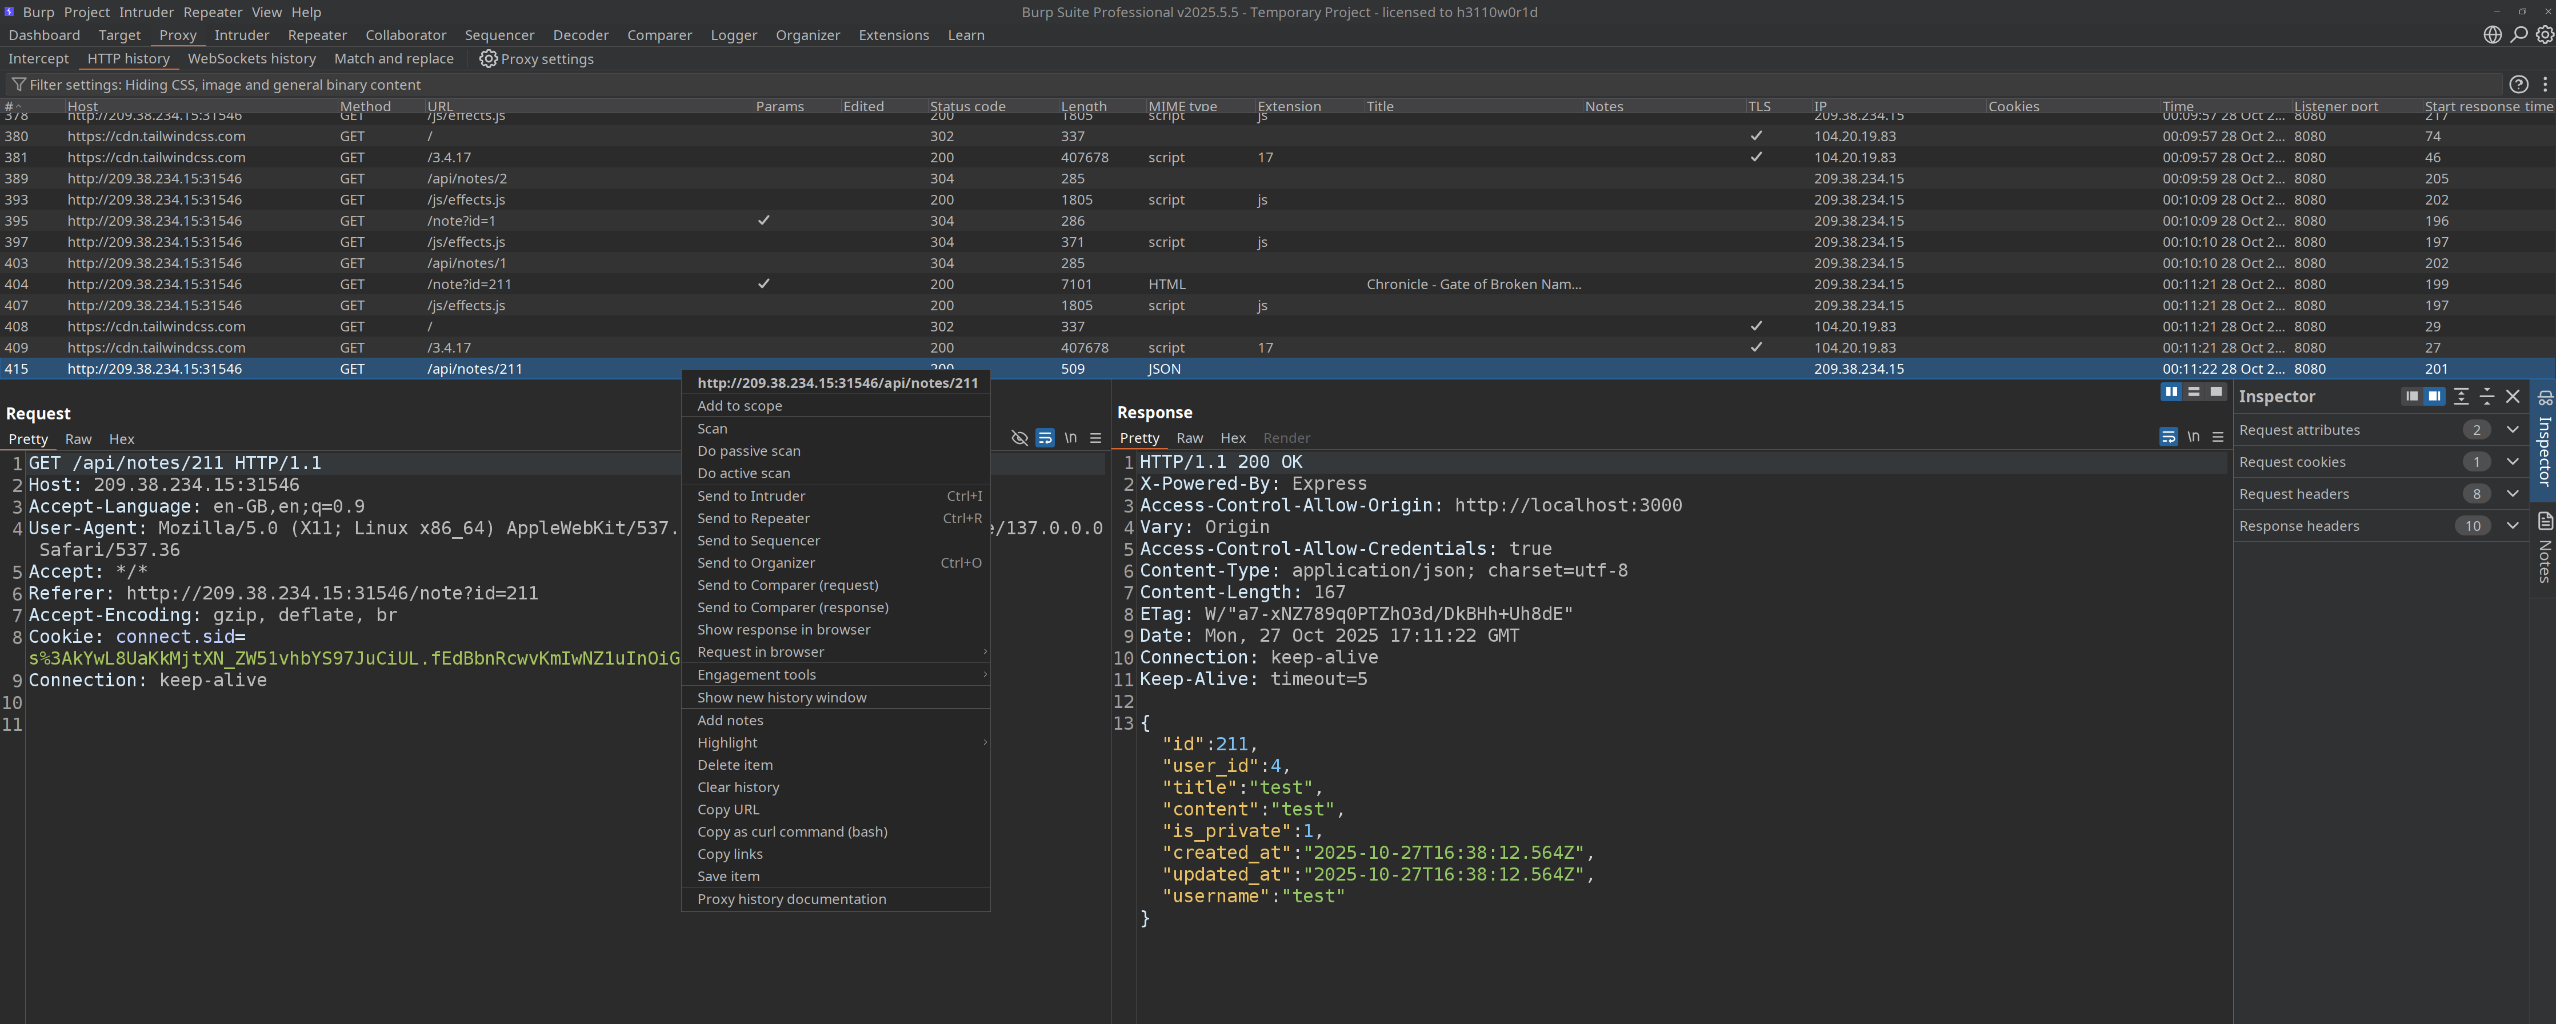 Burp Project Intruder Repeater View Help
Burp Suite Professional v2025.5.5 - Temporary Project - licensed to h3110w0r1d
Dashboard Target Proxy Intruder Repeater Collaborator Sequencer Decoder Comparer Logger Organizer Extensions Learn
Intercept HTTP history WebSockets history Match and replace Proxy settings
Filter settings: Hiding CSS, image and general binary content
# Host Method URL Params Edited Status code Length MIME type Extension Title Notes TLS IP Cookies Time Listener port Start response time
378 http://209.38.234.15:31546 GET /js/effects.js 200 1805 script js 209.38.234.15 00:09:57 28 Oct 2... 8080 217
380 https://cdn.tailwindcss.com GET / 302 337 ✓ 104.20.19.83 00:09:57 28 Oct 2... 8080 74
381 https://cdn.tailwindcss.com GET /3.4.17 200 407678 script 17 ✓ 104.20.19.83 00:09:57 28 Oct 2... 8080 46
389 http://209.38.234.15:31546 GET /api/notes/2 304 285 209.38.234.15 00:09:59 28 Oct 2... 8080 205
393 http://209.38.234.15:31546 GET /js/effects.js 200 1805 script js 209.38.234.15 00:10:09 28 Oct 2... 8080 202
395 http://209.38.234.15:31546 GET /note?id=1 ✓ 304 286 209.38.234.15 00:10:09 28 Oct 2... 8080 196
397 http://209.38.234.15:31546 GET /js/effects.js 304 371 script js 209.38.234.15 00:10:10 28 Oct 2... 8080 197
403 http://209.38.234.15:31546 GET /api/notes/1 304 285 209.38.234.15 00:10:10 28 Oct 2... 8080 202
404 http://209.38.234.15:31546 GET /note?id=211 ✓ 200 7101 HTML Chronicle - Gate of Broken Nam... 209.38.234.15 00:11:21 28 Oct 2... 8080 199
407 http://209.38.234.15:31546 GET /js/effects.js 200 1805 script js 209.38.234.15 00:11:21 28 Oct 2... 8080 197
408 https://cdn.tailwindcss.com GET / 302 337 ✓ 104.20.19.83 00:11:21 28 Oct 2... 8080 29
409 https://cdn.tailwindcss.com GET /3.4.17 200 407678 script 17 ✓ 104.20.19.83 00:11:21 28 Oct 2... 8080 27
415 http://209.38.234.15:31546 GET /api/notes/211 200 509 JSON 209.38.234.15 00:11:22 28 Oct 2... 8080 201
Request
Pretty Raw Hex
\n
1 GET /api/notes/211 HTTP/1.1
2 Host: 209.38.234.15:31546
3 Accept-Language: en-GB,en;q=0.9
4 User-Agent: Mozilla/5.0 (X11; Linux x86_64) AppleWebKit/537. e/137.0.0.0
Safari/537.36
5 Accept: */*
6 Referer: http://209.38.234.15:31546/note?id=211
7 Accept-Encoding: gzip, deflate, br
8 Cookie: connect.sid=
s%3AkYwL8UaKkMjtXN_ZW51vhbYS97JuCiUL.fEdBbnRcwvKmIwNZ1uInOiG
9 Connection: keep-alive
10
11
http://209.38.234.15:31546/api/notes/211
Add to scope
Scan
Do passive scan
Do active scan
Send to Intruder Ctrl+I
Send to Repeater Ctrl+R
Send to Sequencer
Send to Organizer Ctrl+O
Send to Comparer (request)
Send to Comparer (response)
Show response in browser
Request in browser
Engagement tools
Show new history window
Add notes
Highlight
Delete item
Clear history
Copy URL
Copy as curl command (bash)
Copy links
Save item
Proxy history documentation
Response
Pretty Raw Hex Render
\n
1 HTTP/1.1 200 OK
2 X-Powered-By: Express
3 Access-Control-Allow-Origin: http://localhost:3000
4 Vary: Origin
5 Access-Control-Allow-Credentials: true
6 Content-Type: application/json; charset=utf-8
7 Content-Length: 167
8 ETag: W/"a7-xNZ789q0PTZhO3d/DkBHh+Uh8dE"
9 Date: Mon, 27 Oct 2025 17:11:22 GMT
10 Connection: keep-alive
11 Keep-Alive: timeout=5
12
13 {
"id":211,
"user_id":4,
"title":"test",
"content":"test",
"is_private":1,
"created_at":"2025-10-27T16:38:12.564Z",
"updated_at":"2025-10-27T16:38:12.564Z",
"username":"test"
}
Inspector
Request attributes 2
Request cookies 1
Request headers 8
Response headers 10
Inspector
Notes